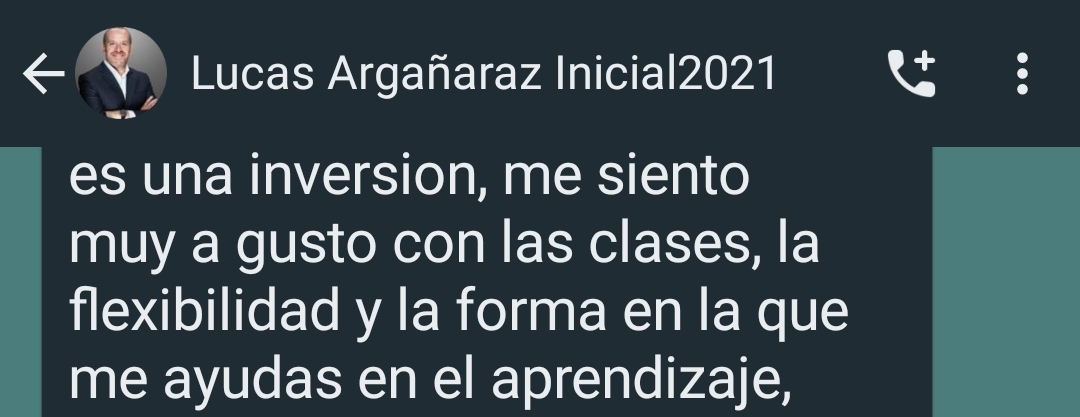 Lucas Argañaraz Inicial2021
es una inversion, me siento
muy a gusto con las clases, la
flexibilidad y la forma en la que
me ayudas en el aprendizaje,